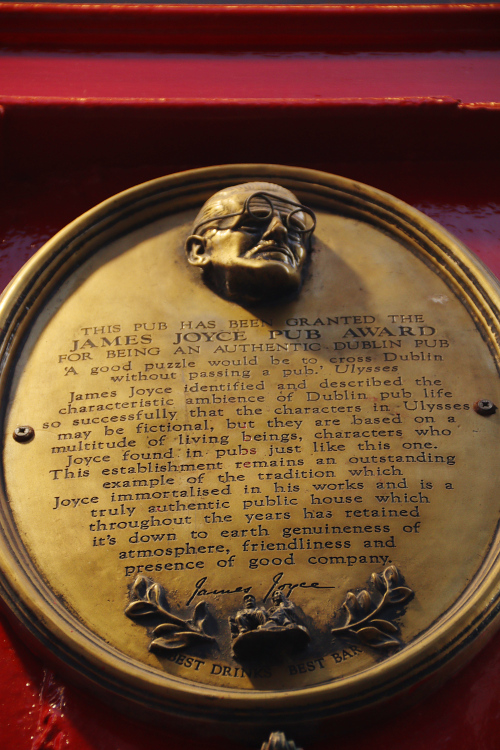 THIS PUB HAS BEEN GRANTED THE
JAMES JOYCE PUB AWARD
FOR BEING AN AUTHENTIC DUBLIN PUB
'A good puzzle would be to cross Dublin
without passing a pub.' Ulysses
James Joyce identified and described the
characteristic ambience of Dublin pub life
so successfully that the characters in Ulysses
may be fictional, but they are based on a
multitude of living beings, characters who
Joyce found in pubs just like this one.
This establishment remains an outstanding
example of the tradition which
Joyce immortalised in his works and is a
truly authentic public house which
throughout the years has retained
it's down to earth genuineness of
atmosphere, friendliness and
presence of good company.
James Joyce
BEST DRINKS BEST BAR